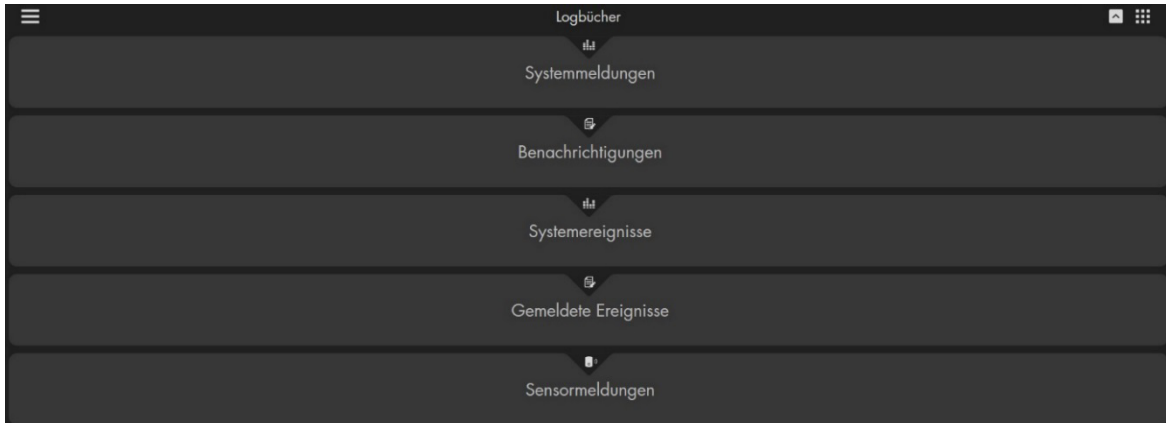 Logbücher
Systemmeldungen
Benachrichtigungen
Systemereignisse
Gemeldete Ereignisse
Sensormeldungen